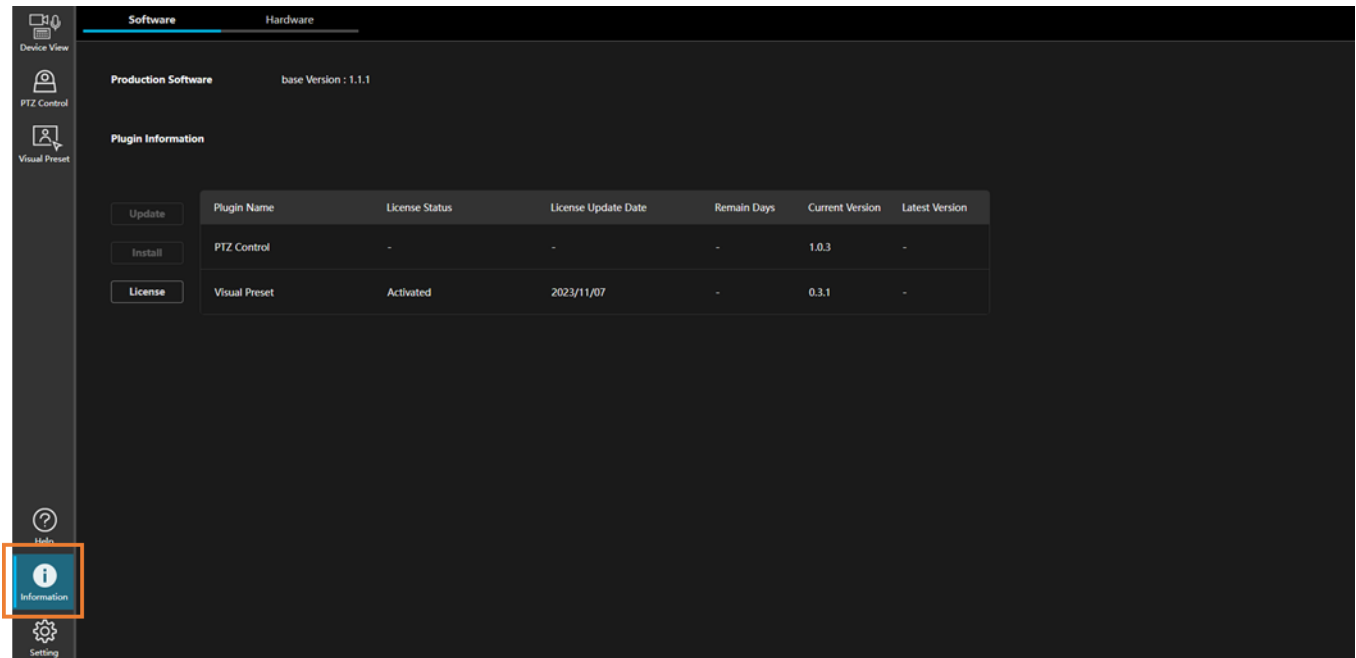 Software Hardware
Device View
PTZ Control
Visual Preset
Production Software base Version : 1.1.1
Plugin Information
Update
Install
License
Plugin Name License Status License Update Date Remain Days Current Version Latest Version
PTZ Control - - - 1.0.3 -
Visual Preset Activated 2023/11/07 - 0.3.1 -
Help
Information
Setting